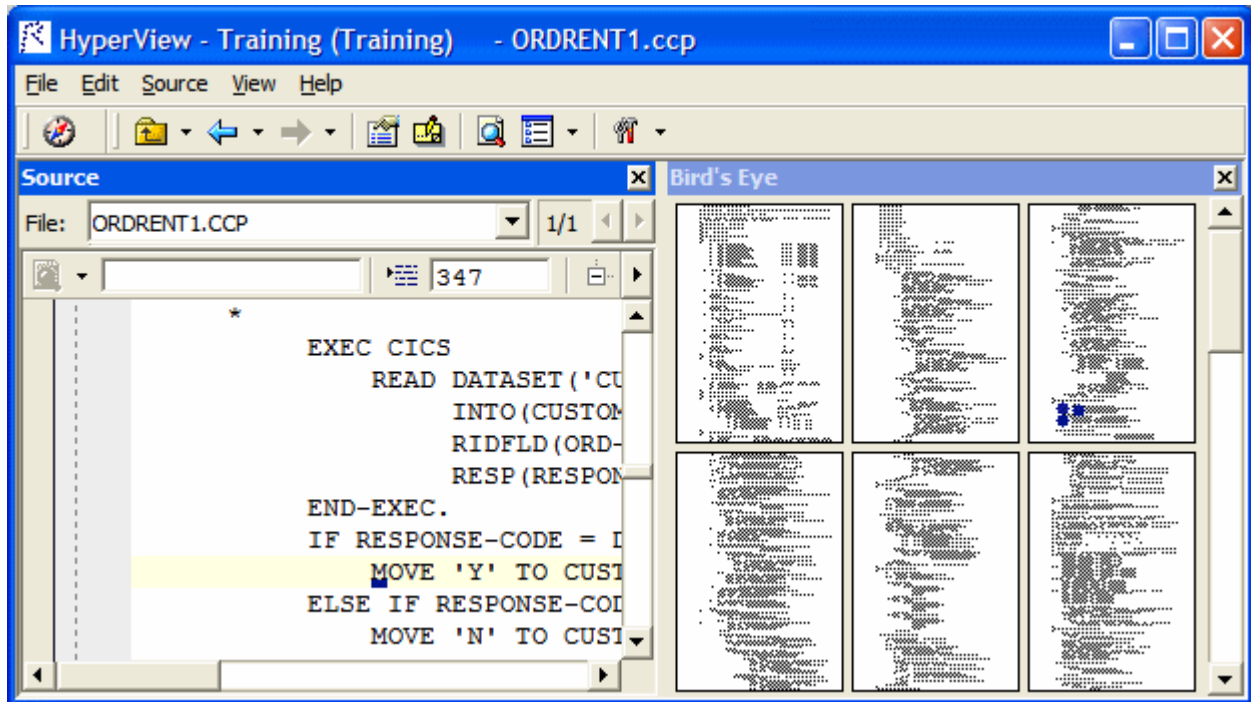 HyperView - Training (Training) - ORDRENT1.ccp
File Edit Source View Help
Source
File: ORDRENT1.CCP 1/1
347
*
EXEC CICS
READ DATASET('CU
INTO(CUSTOM
RIDFLD(ORD-
RESP(RESPON
END-EXEC.
IF RESPONSE-CODE = D
MOVE 'Y' TO CUST
ELSE IF RESPONSE-COD
MOVE 'N' TO CUST
Bird's Eye